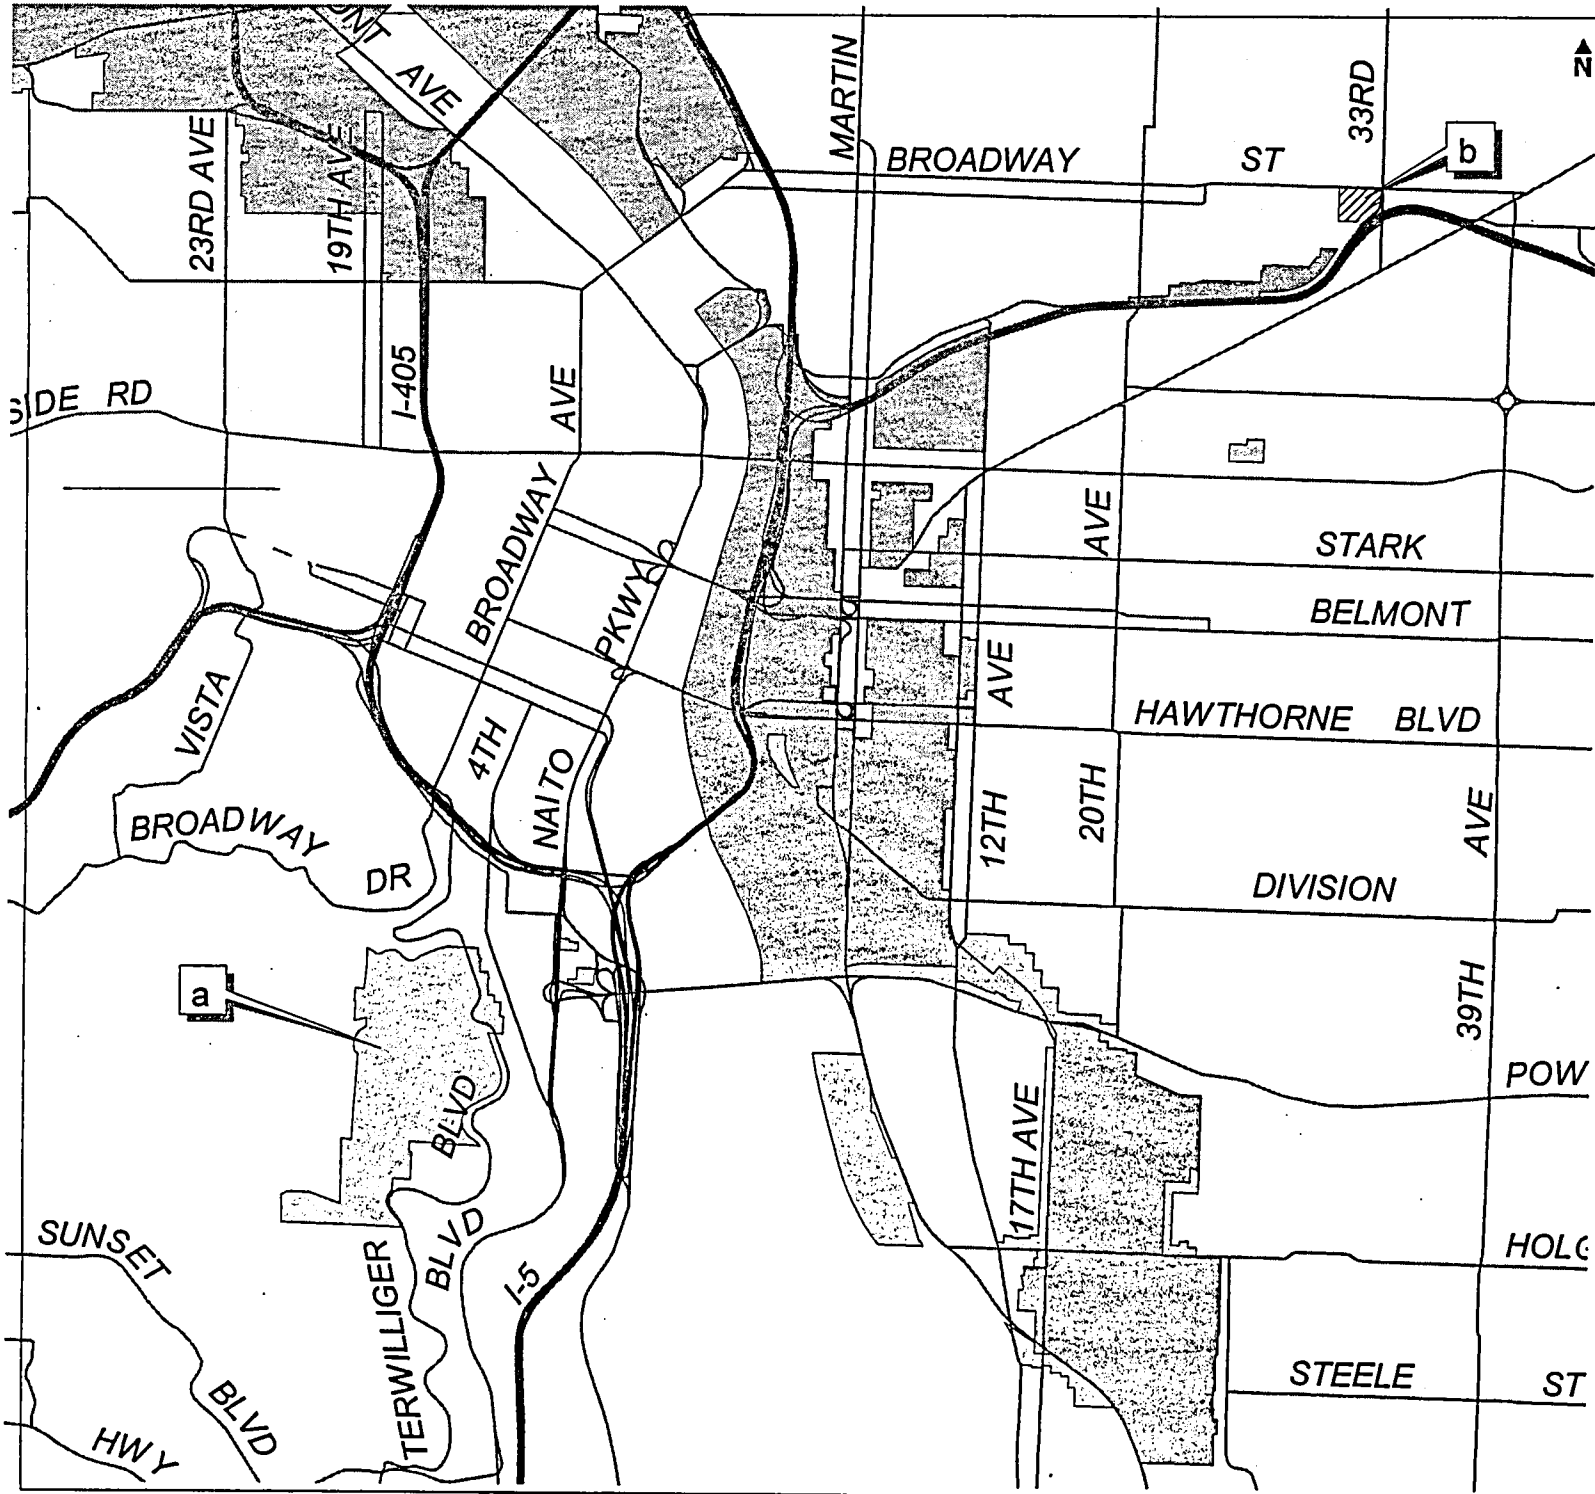 AVE
MARTIN
33RD
N
b
BROADWAY ST
23RD AVE
19TH AVE
I-405
AVE
SIDE RD
BROADWAY
AVE
STARK
PKWY
BELMONT
AVE
VISTA
4TH
NAITO
HAWTHORNE BLVD
BROADWAY
DR
12TH
20TH
AVE
DIVISION
a
39TH
BLVD
17TH AVE
POW
SUNSET
BLVD
TERWILLIGER
BLVD
I-5
HOLG
STEELE ST
HWY